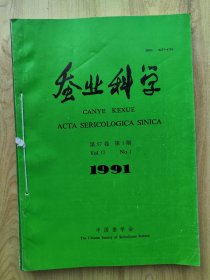 蚕业科学
CANYE KEXUE
ACTA SERICOLOGICA SINICA
第17卷 第1期
Vol.17 No.1
1991
中国蚕学会
The Chinese Society of Sericultural Science